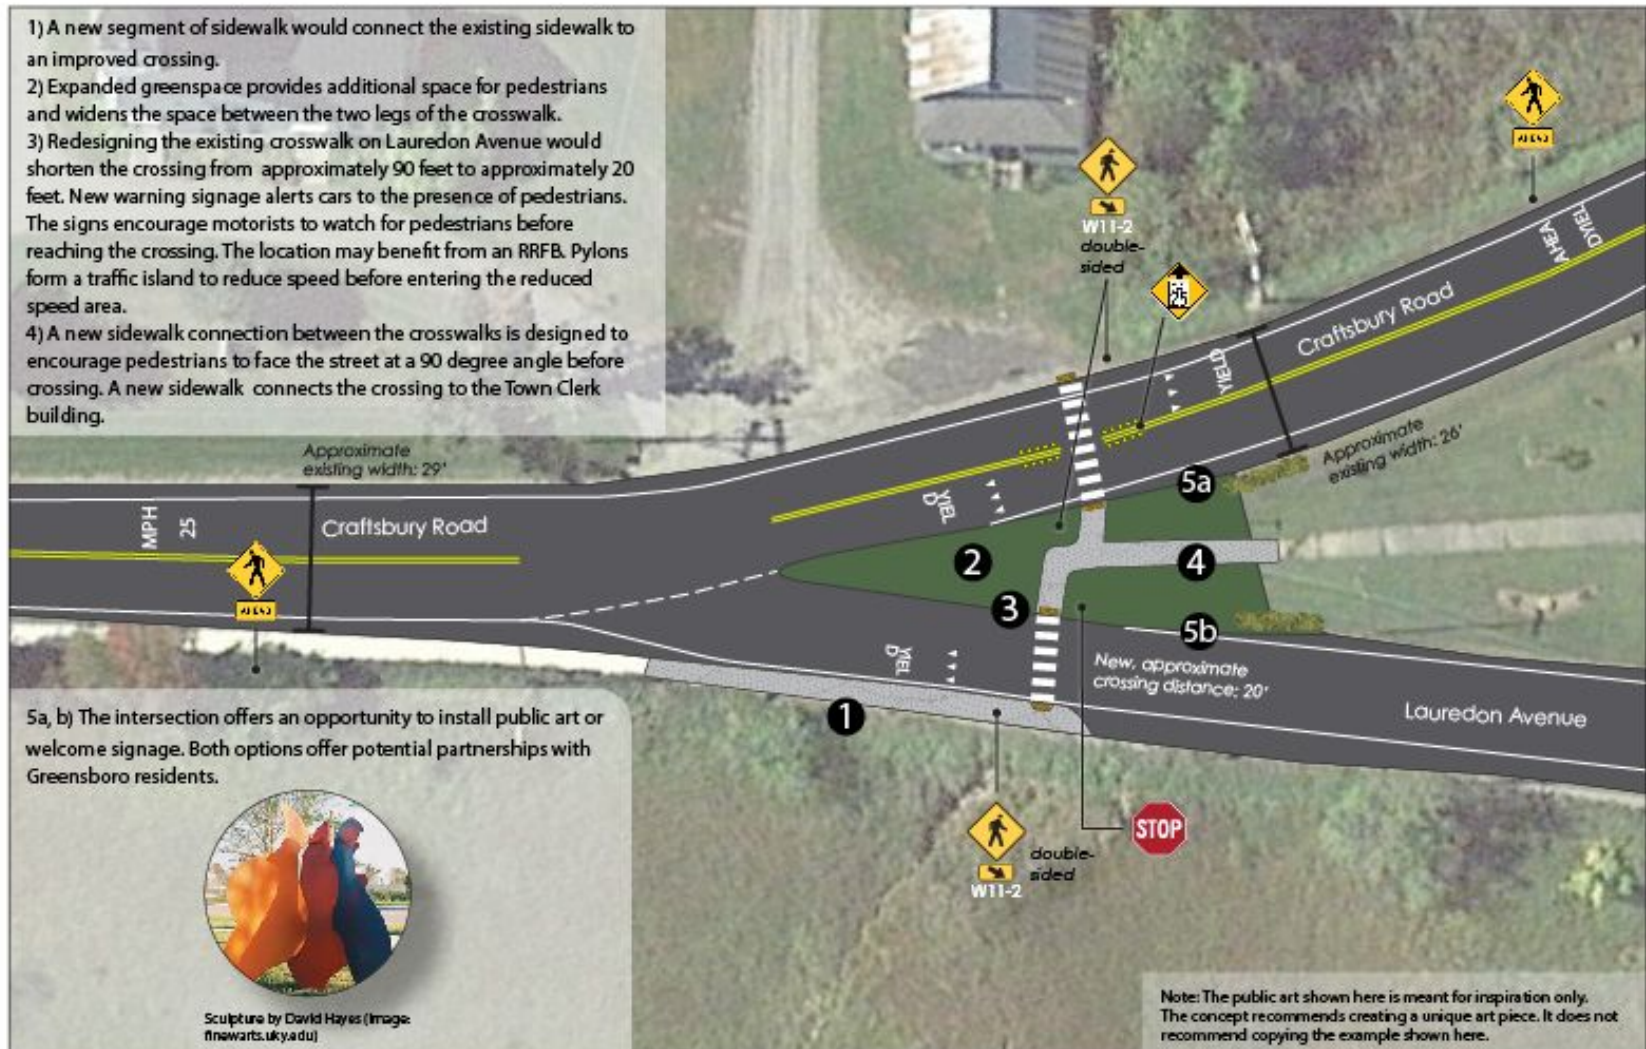 1) A new segment of sidewalk would connect the existing sidewalk to
an improved crossing.
2) Expanded greenspace provides additional space for pedestrians
and widens the space between the two legs of the crosswalk.
3) Redesigning the existing crosswalk on Lauredon Avenue would
shorten the crossing from approximately 90 feet to approximately 20
feet. New warning signage alerts cars to the presence of pedestrians.
The signs encourage motorists to watch for pedestrians before
reaching the crossing. The location may benefit from an RRFB. Pylons
form a traffic island to reduce speed before entering the reduced
speed area.
4) A new sidewalk connection between the crosswalks is designed to
encourage pedestrians to face the street at a 90 degree angle before
crossing. A new sidewalk connects the crossing to the Town Clerk
building.
AHEAD
W11-2
double-
sided
25
AHEA
DYIEL
Craftsbury Road
YIELD
Approximate
existing width: 26'
Approximate
existing width: 29'
MPH
25
Craftsbury Road
AHEAD
YIEL
D
5a
2
4
3
5b
YIEL
D
New, approximate
crossing distance: 20'
Lauredon Avenue
1
5a, b) The intersection offers an opportunity to install public art or
welcome signage. Both options offer potential partnerships with
Greensboro residents.
STOP
double-
sided
W11-2
Sculpture by David Hayes (Image:
finewarts.uky.edu)
Note: The public art shown here is meant for inspiration only.
The concept recommends creating a unique art piece. It does not
recommend copying the example shown here.